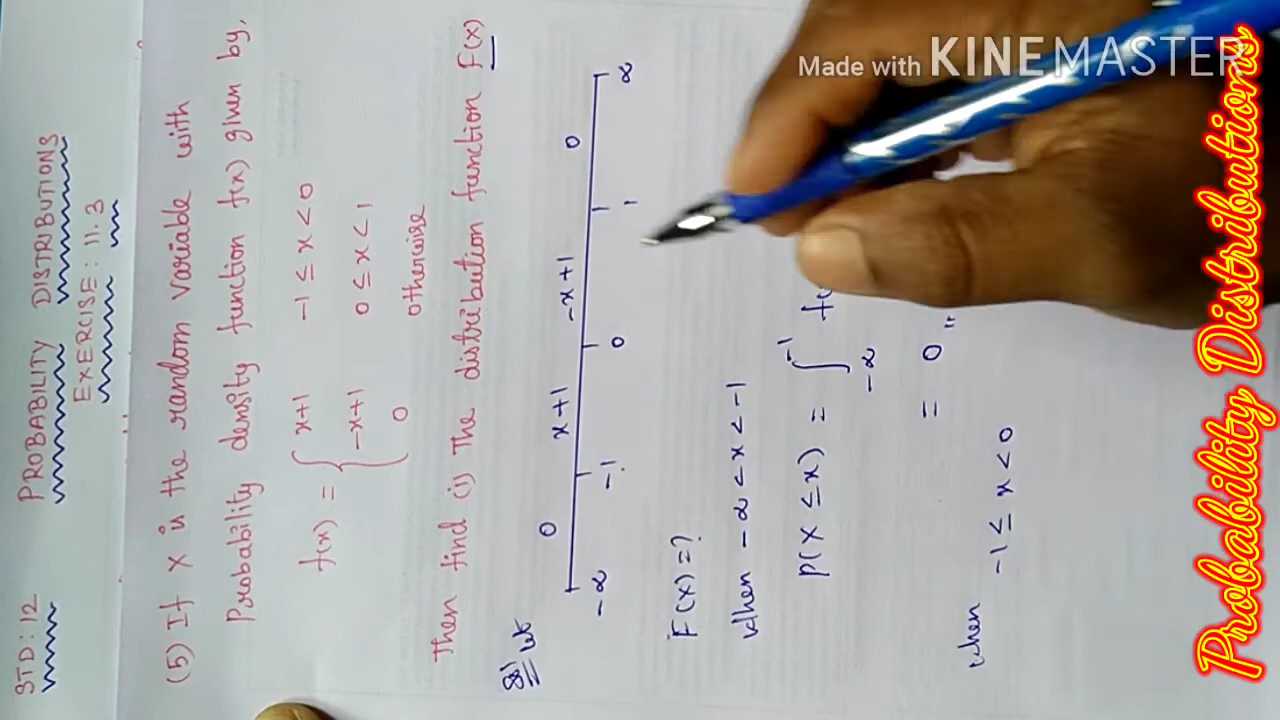 STD: 12 PROBABILITY DISTRIBUTIONS
EXERCISE: 11.3
(5) If X is the random variable with
Probability density function f(x) given by,
f(x) = { x+1 -1 ≤ x < 0
-x+1 0 ≤ x < 1
0 otherwise
Then find (i) The distribution function F(x)
Sol
0 x+1 -x+1 0
-∞ -1 0 1 ∞
F(x) = ?
When -∞ < x < -1
P(X ≤ x) = ∫ -1 -∞
= 0 "
when -1 ≤ x < 0
Made with KINEMASTER
Probability Distributions